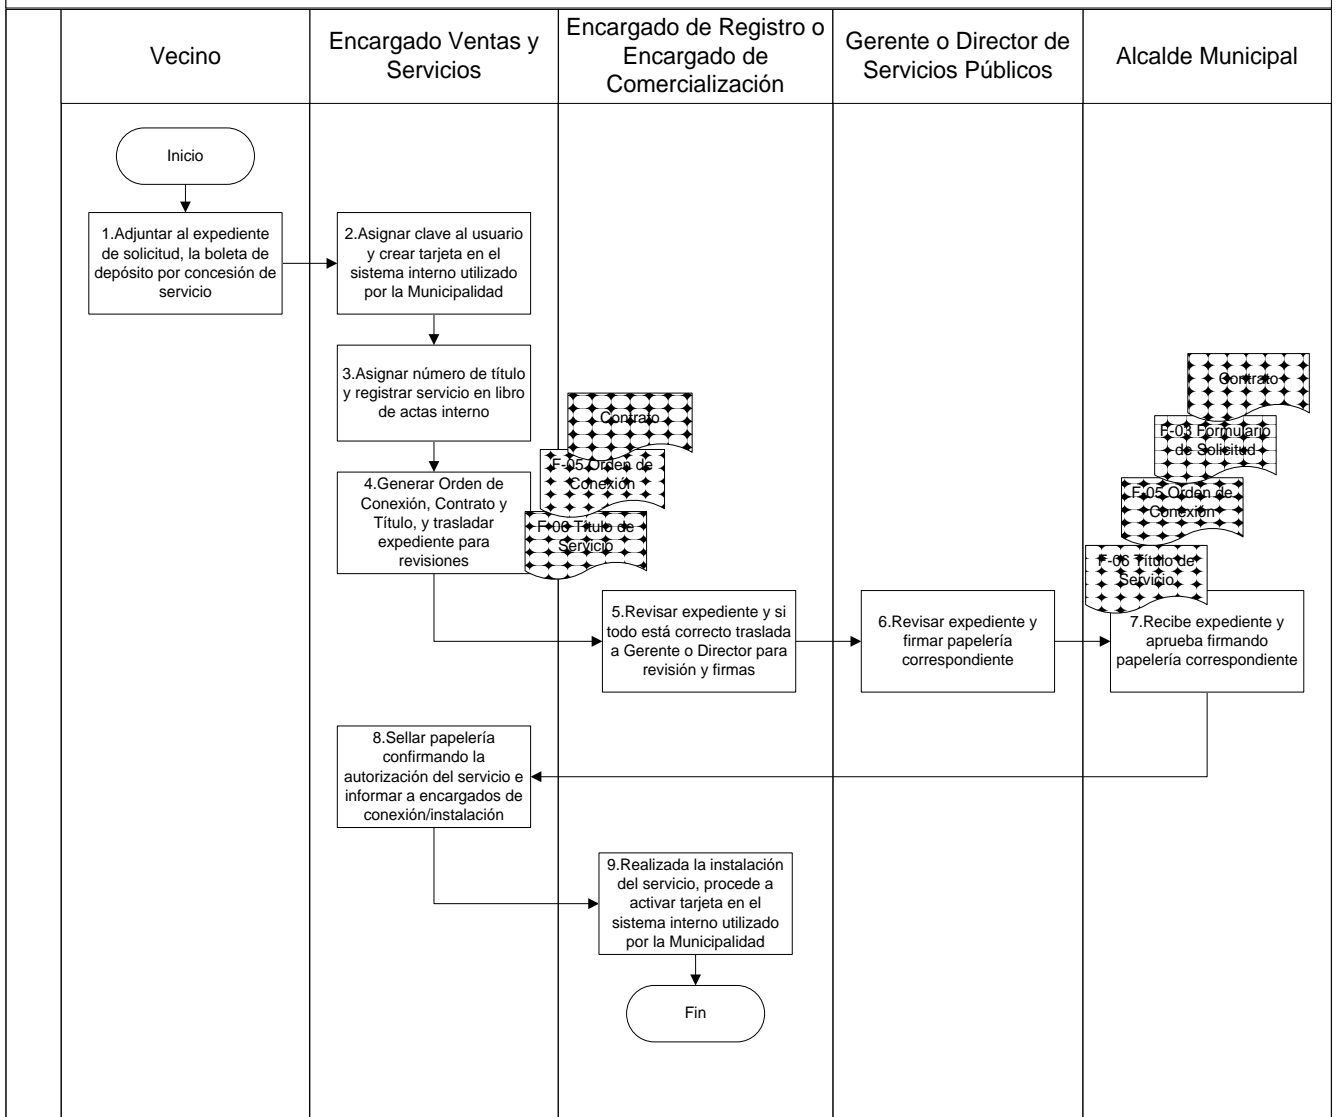 Vecino
Encargado Ventas y
Servicios
Encargado de Registro o
Encargado de
Comercialización
Gerente o Director de
Servicios Públicos
Alcalde Municipal
Inicio
1.Adjuntar al expediente
de solicitud, la boleta de
depósito por concesión de
servicio
2.Asignar clave al usuario
y crear tarjeta en el
sistema interno utilizado
por la Municipalidad
3.Asignar número de título
y registrar servicio en libro
de actas interno
4.Generar Orden de
Conexión, Contrato y
Título, y trasladar
expediente para
revisiones
Contrato
F-05 Orden de
Conexión
F-06 Título de
Servicio
5.Revisar expediente y si
todo está correcto traslada
a Gerente o Director para
revisión y firmas
6.Revisar expediente y
firmar papelería
correspondiente
Contrato
F-03 Formulario
de Solicitud
F-05 Orden de
Conexión
F-06 Título de
Servicio
7.Recibe expediente y
aprueba firmando
papelería correspondiente
8.Sellar papelería
confirmando la
autorización del servicio e
informar a encargados de
conexión/instalación
9.Realizada la instalación
del servicio, procede a
activar tarjeta en el
sistema interno utilizado
por la Municipalidad
Fin